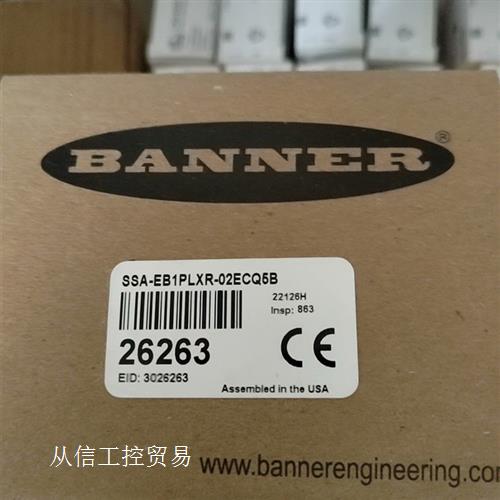 BANNER®
SSA-EB1PLXR-02ECQ5B
22126H
Insp: 863
26263
CE
EID: 3026263
Assembled in the USA
从信工控贸易
www.bannerengineering.com